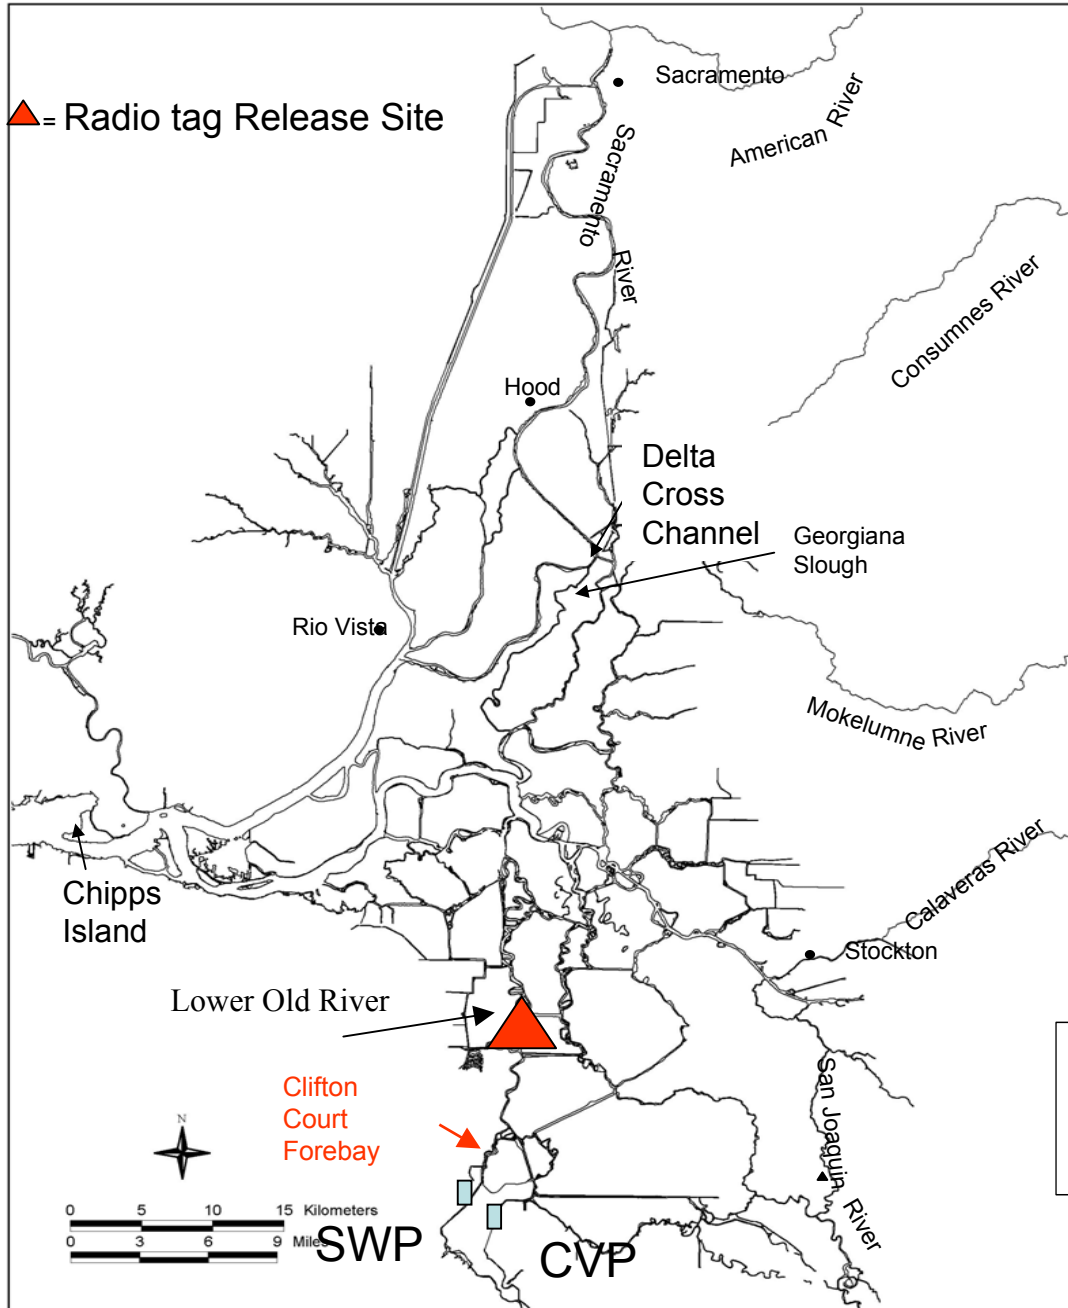 Sacramento
= Radio tag Release Site
American River
Sacramento River
Consumnes River
Hood
Delta
Cross
Channel
Georgiana
Slough
Rio Vista
Mokelumne River
Chipps
Island
Calaveras River
Stockton
Lower Old River
Clifton
Court
Forebay
San Joaquin River
N
0 5 10 15 Kilometers
0 3 6 9 Miles
SWP
CVP